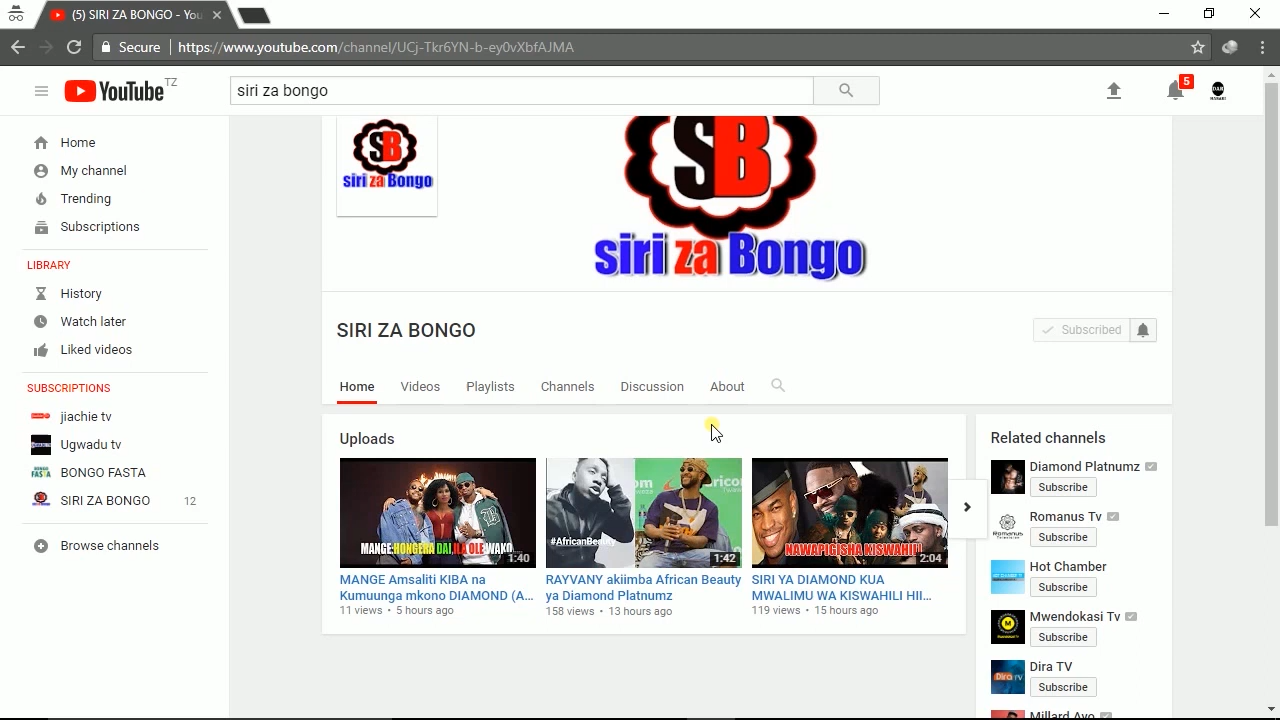 (5) SIRI ZA BONGO - You
Secure
https://www.youtube.com/channel/UCj-Tkr6YN-b-ey0vXbfAJMA
YouTube TZ
siri za bongo
5
Home
My channel
Trending
Subscriptions
LIBRARY
History
Watch later
Liked videos
SUBSCRIPTIONS
jiachie tv
Ugwadu tv
BONGO FASTA
SIRI ZA BONGO 12
Browse channels
SB
siri za Bongo
SB
siri za Bongo
SIRI ZA BONGO
Subscribed
Home Videos Playlists Channels Discussion About
Uploads
MANGE,HONGERA DAI,ILA OLE WAKO...
1:40
MANGE Amsaliti KIBA na
Kumuunga mkono DIAMOND (A...
11 views • 5 hours ago
#AfricanBeauty
1:42
RAYVANY akiimba African Beauty
ya Diamond Platnumz
158 views • 13 hours ago
NAWAPIGISHA KISWAHILI
2:04
SIRI YA DIAMOND KUA
MWALIMU WA KISWAHILI HII...
119 views • 15 hours ago
Related channels
Diamond Platnumz
Subscribe
Romanus Tv
Subscribe
Hot Chamber
Subscribe
Mwendokasi Tv
Subscribe
Dira TV
Subscribe
Millard Ayo